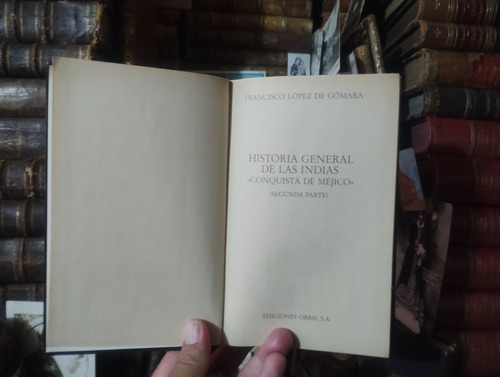 FRANCISCO LÓPEZ DE GÓMARA
HISTORIA GENERAL
DE LAS INDIAS
«CONQUISTA DE MÉJICO»
(SEGUNDA PARTE)
EDICIONES ORBIS, S.A.